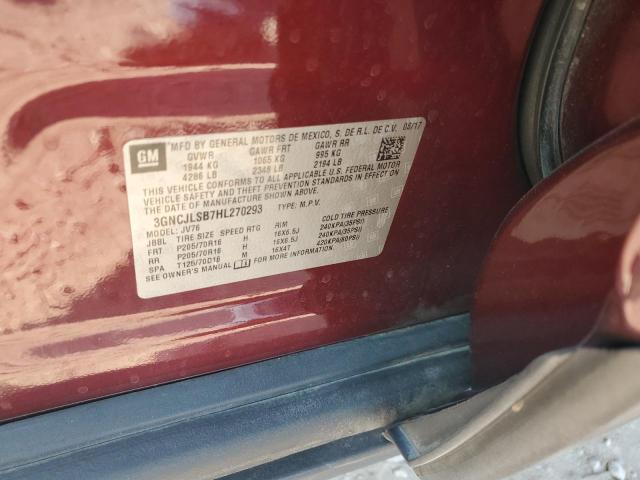 GM MFD BY GENERAL MOTORS DE MEXICO, S. DE R.L. DE C.V. 08/17
GVWR GAWR FRT GAWR RR
1944 KG 1065 KG 995 KG
4286 LB 2348 LB 2194 LB
THIS VEHICLE CONFORMS TO ALL APPLICABLE U.S. FEDERAL MOTOR
VEHICLE SAFETY AND THEFT PREVENTION STANDARDS IN EFFECT ON
THE DATE OF MANUFACTURE SHOWN ABOVE.
3GNCJLSB7HL270293 TYPE: M.P.V.
JV76
JBBL TIRE SIZE SPEED RTG RIM COLD TIRE PRESSURE
FRT P205/70R16 H 16X6.5J 240KPA(35PSI)
RR P205/70R16 H 16X6.5J 240KPA(35PSI)
SPA T125/70D16 M 16X4T 420KPA(60PSI)
SEE OWNER'S MANUAL FOR ADDITIONAL INFORMATION.